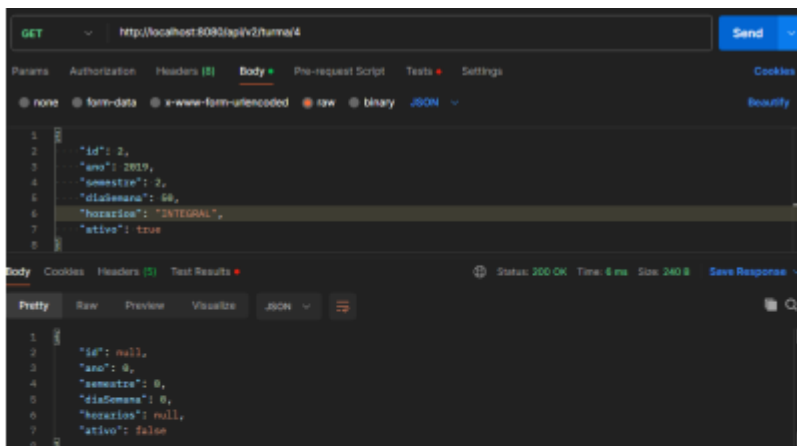 GET http://localhost:8080/api/v2/turma/4 Send
Params Authorization Headers (8) Body Pre-request Script Tests Settings Cookies
none form-data x-www-form-urlencoded raw binary JSON Beautify
1 {
2 "id": 2,
3 "ano": 2019,
4 "semestre": 2,
5 "diaSemana": 60,
6 "horarios": "INTEGRAL",
7 "ativo": true
8 }
Body Cookies Headers (5) Test Results Status: 200 OK Time: 6 ms Size: 240 B Save Response
Pretty Raw Preview Visualize JSON
1 {
2 "id": null,
3 "ano": 0,
4 "semestre": 0,
5 "diaSemana": 0,
6 "horarios": null,
7 "ativo": false
8 }